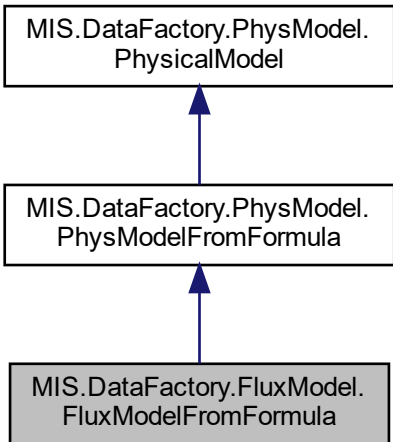 MIS.DataFactory.PhysModel.
PhysicalModel
MIS.DataFactory.PhysModel.
PhysModelFromFormula
MIS.DataFactory.FluxModel.
FluxModelFromFormula